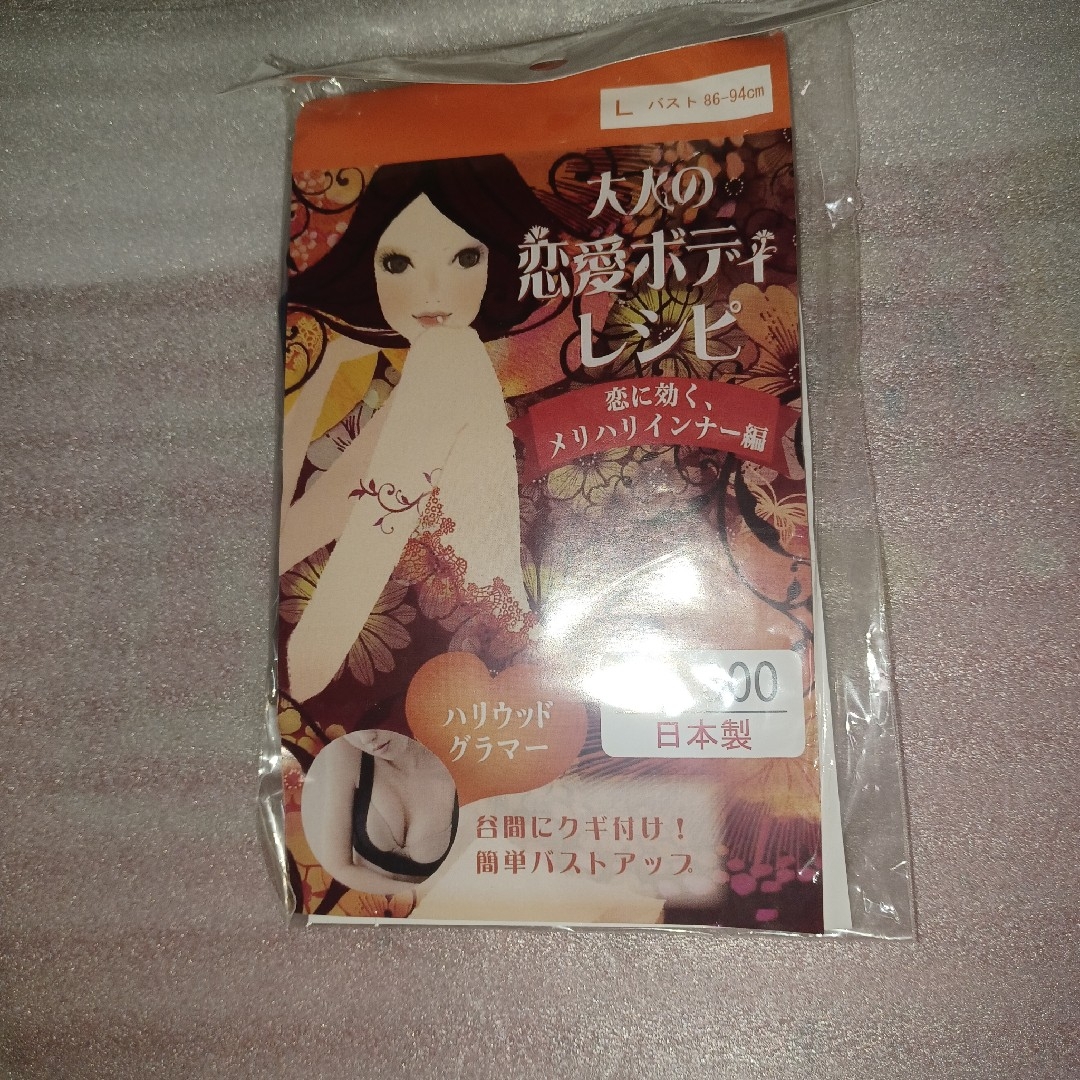 L バスト 86-94cm
大人の
恋愛ボディ
レシピ
恋に効く、
メリハリインナー編
00
日本製
ハリウッド
グラマー
谷間にクギ付け!
簡単バストアップ。